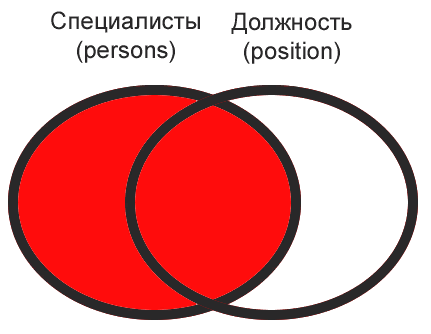 Специалисты
(persons)
Должность
(position)